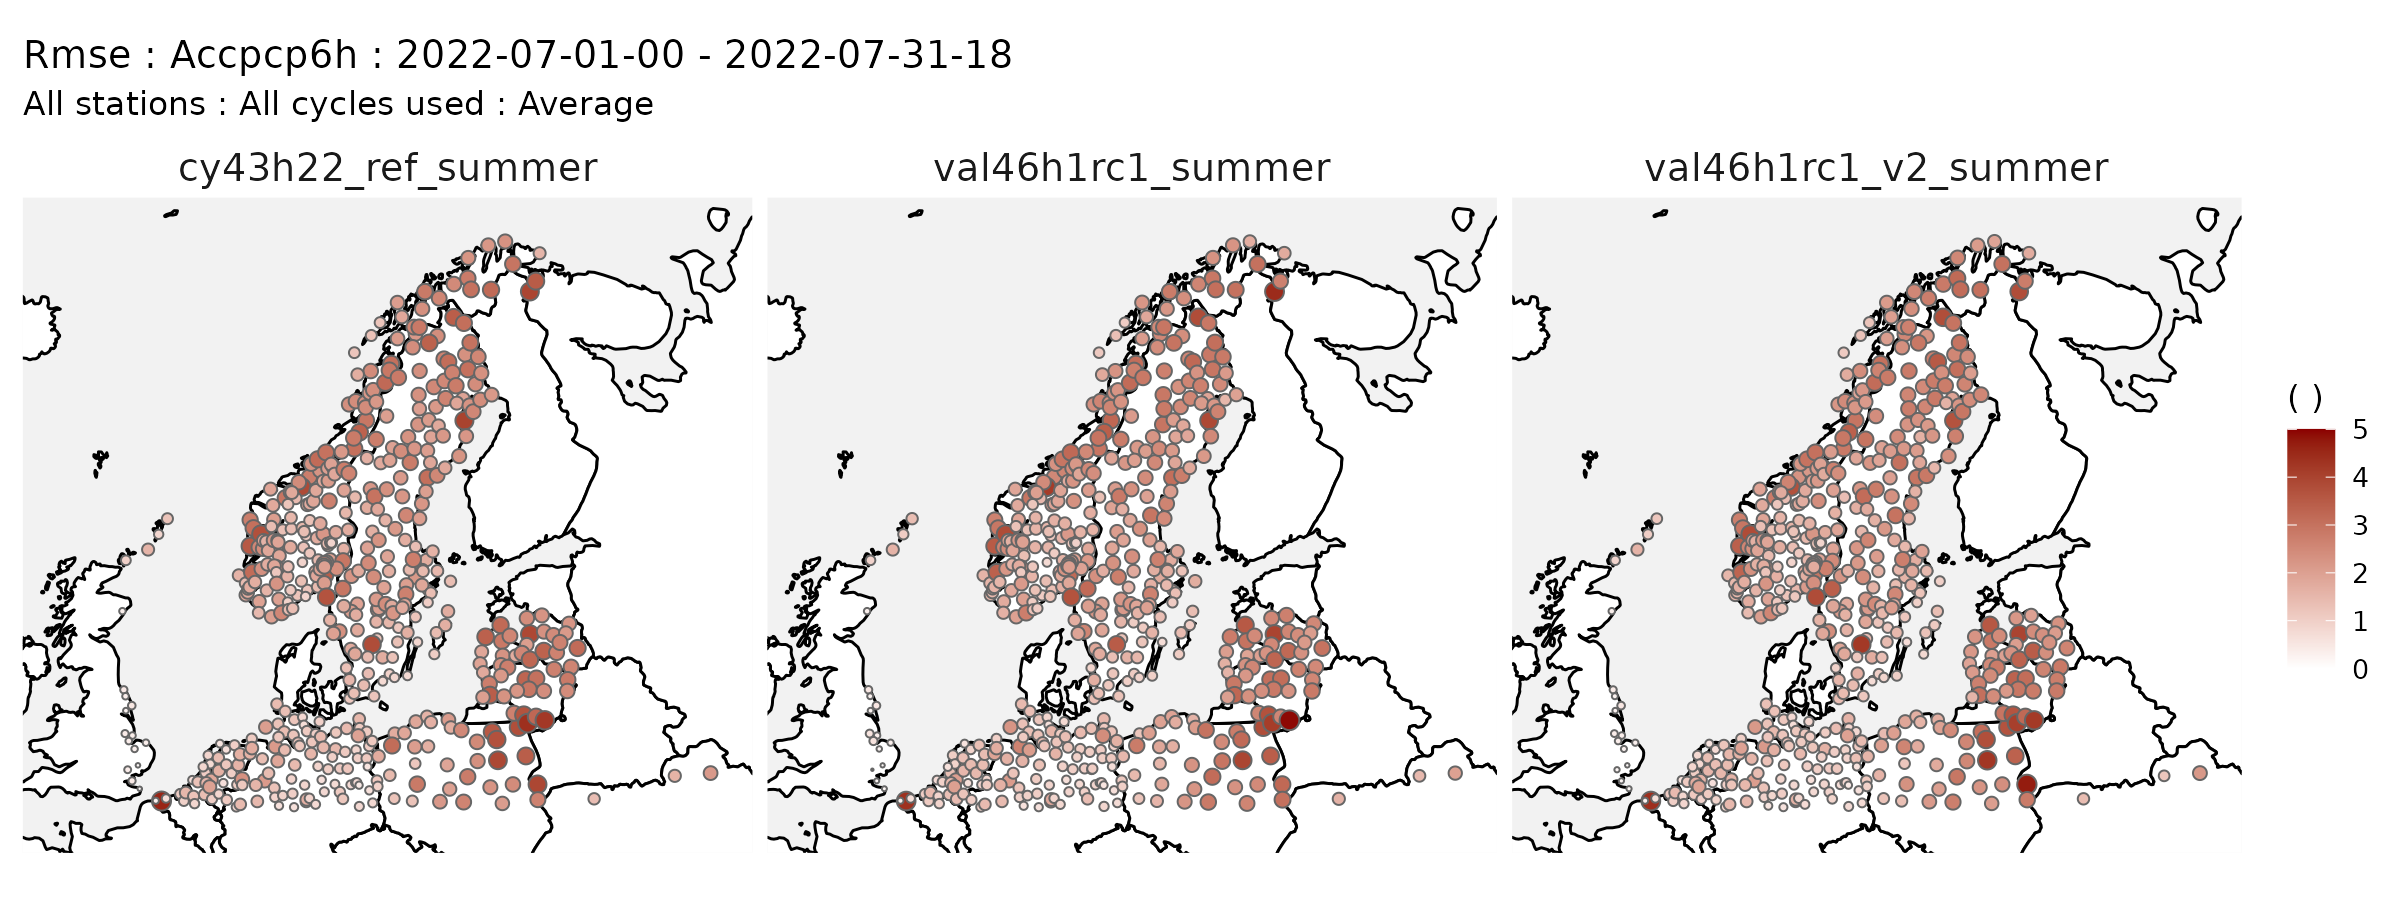 Rmse : Accpcp6h : 2022-07-01-00 - 2022-07-31-18
All stations : All cycles used : Average
cy43h22_ref_summer
val46h1rc1_summer
val46h1rc1_v2_summer
( )
5
4
3
2
1
0